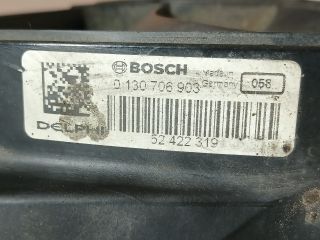 BOSCH
Made in
Germany
058
0 130 706 903
DELPHI
52 422 319